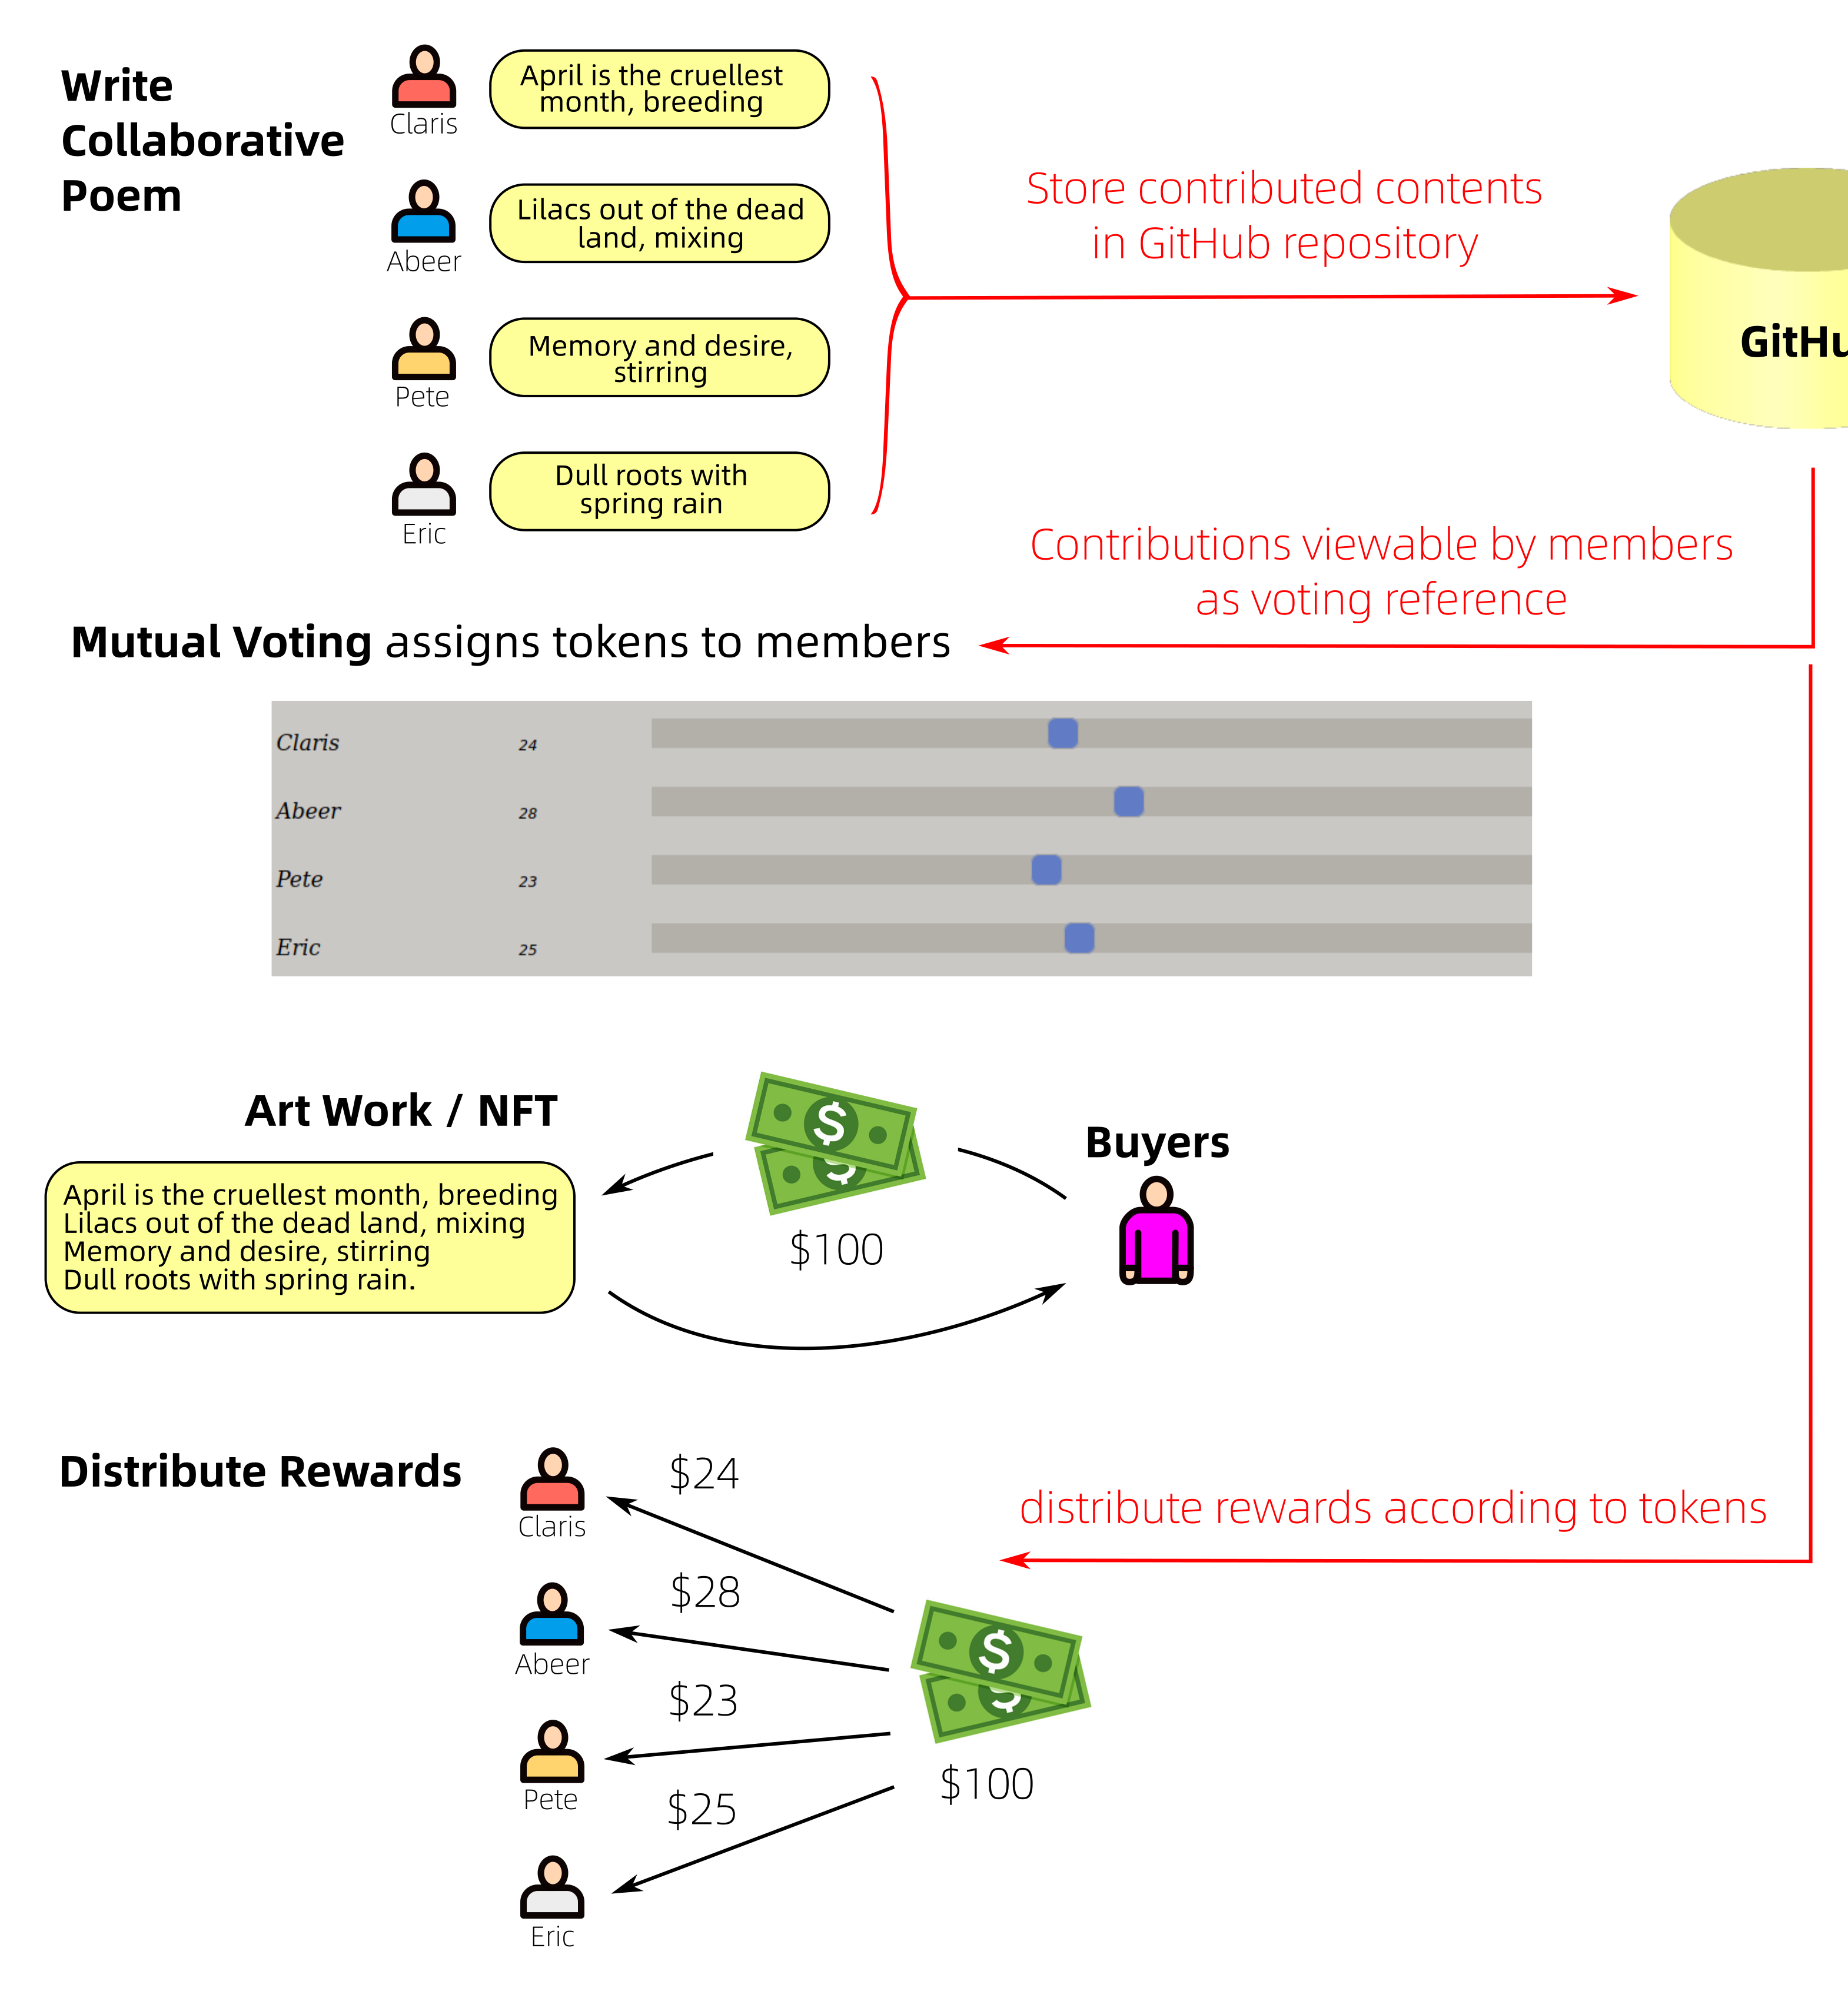 Write
Collaborative
Poem
Claris
April is the cruellest
month, breeding
Abeer
Lilacs out of the dead
land, mixing
Pete
Memory and desire,
stirring
Eric
Dull roots with
spring rain
Store contributed contents
in GitHub repository
GitHu
Contributions viewable by members
as voting reference
Mutual Voting assigns tokens to members
Claris 24
Abeer 28
Pete 23
Eric 25
Art Work / NFT
April is the cruellest month, breeding
Lilacs out of the dead land, mixing
Memory and desire, stirring
Dull roots with spring rain.
$
$
$100
Buyers
Distribute Rewards
Claris
$24
Abeer
$28
Pete
$23
Eric
$25
distribute rewards according to tokens
$
$
$100